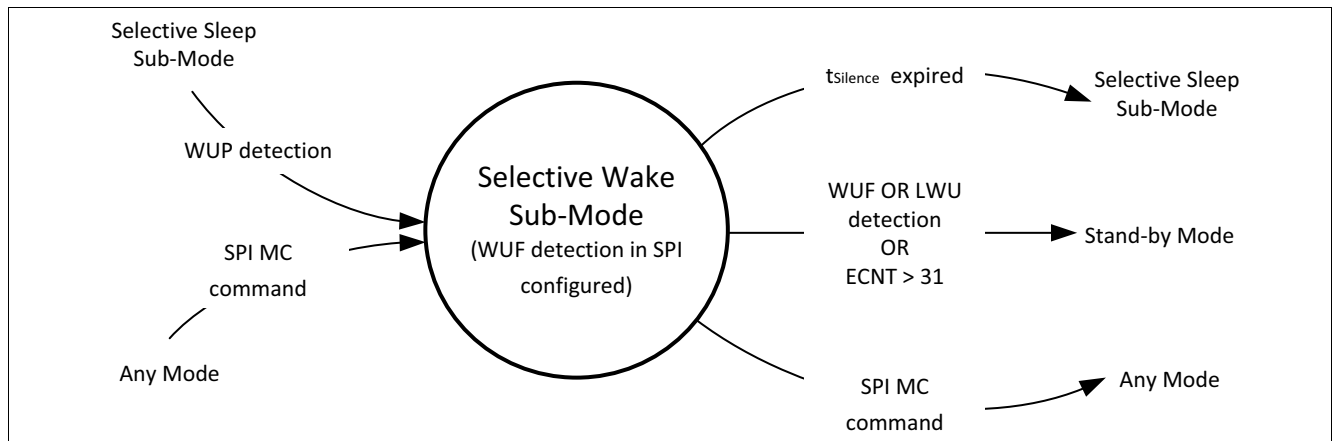 Selective Sleep
Sub-Mode
WUP detection
SPI MC
command
Any Mode
Selective Wake
Sub-Mode
(WUF detection in SPI
configured)
tSilence expired
Selective Sleep
Sub-Mode
WUF OR LWU
detection
OR
ECNT > 31
Stand-by Mode
SPI MC
command
Any Mode